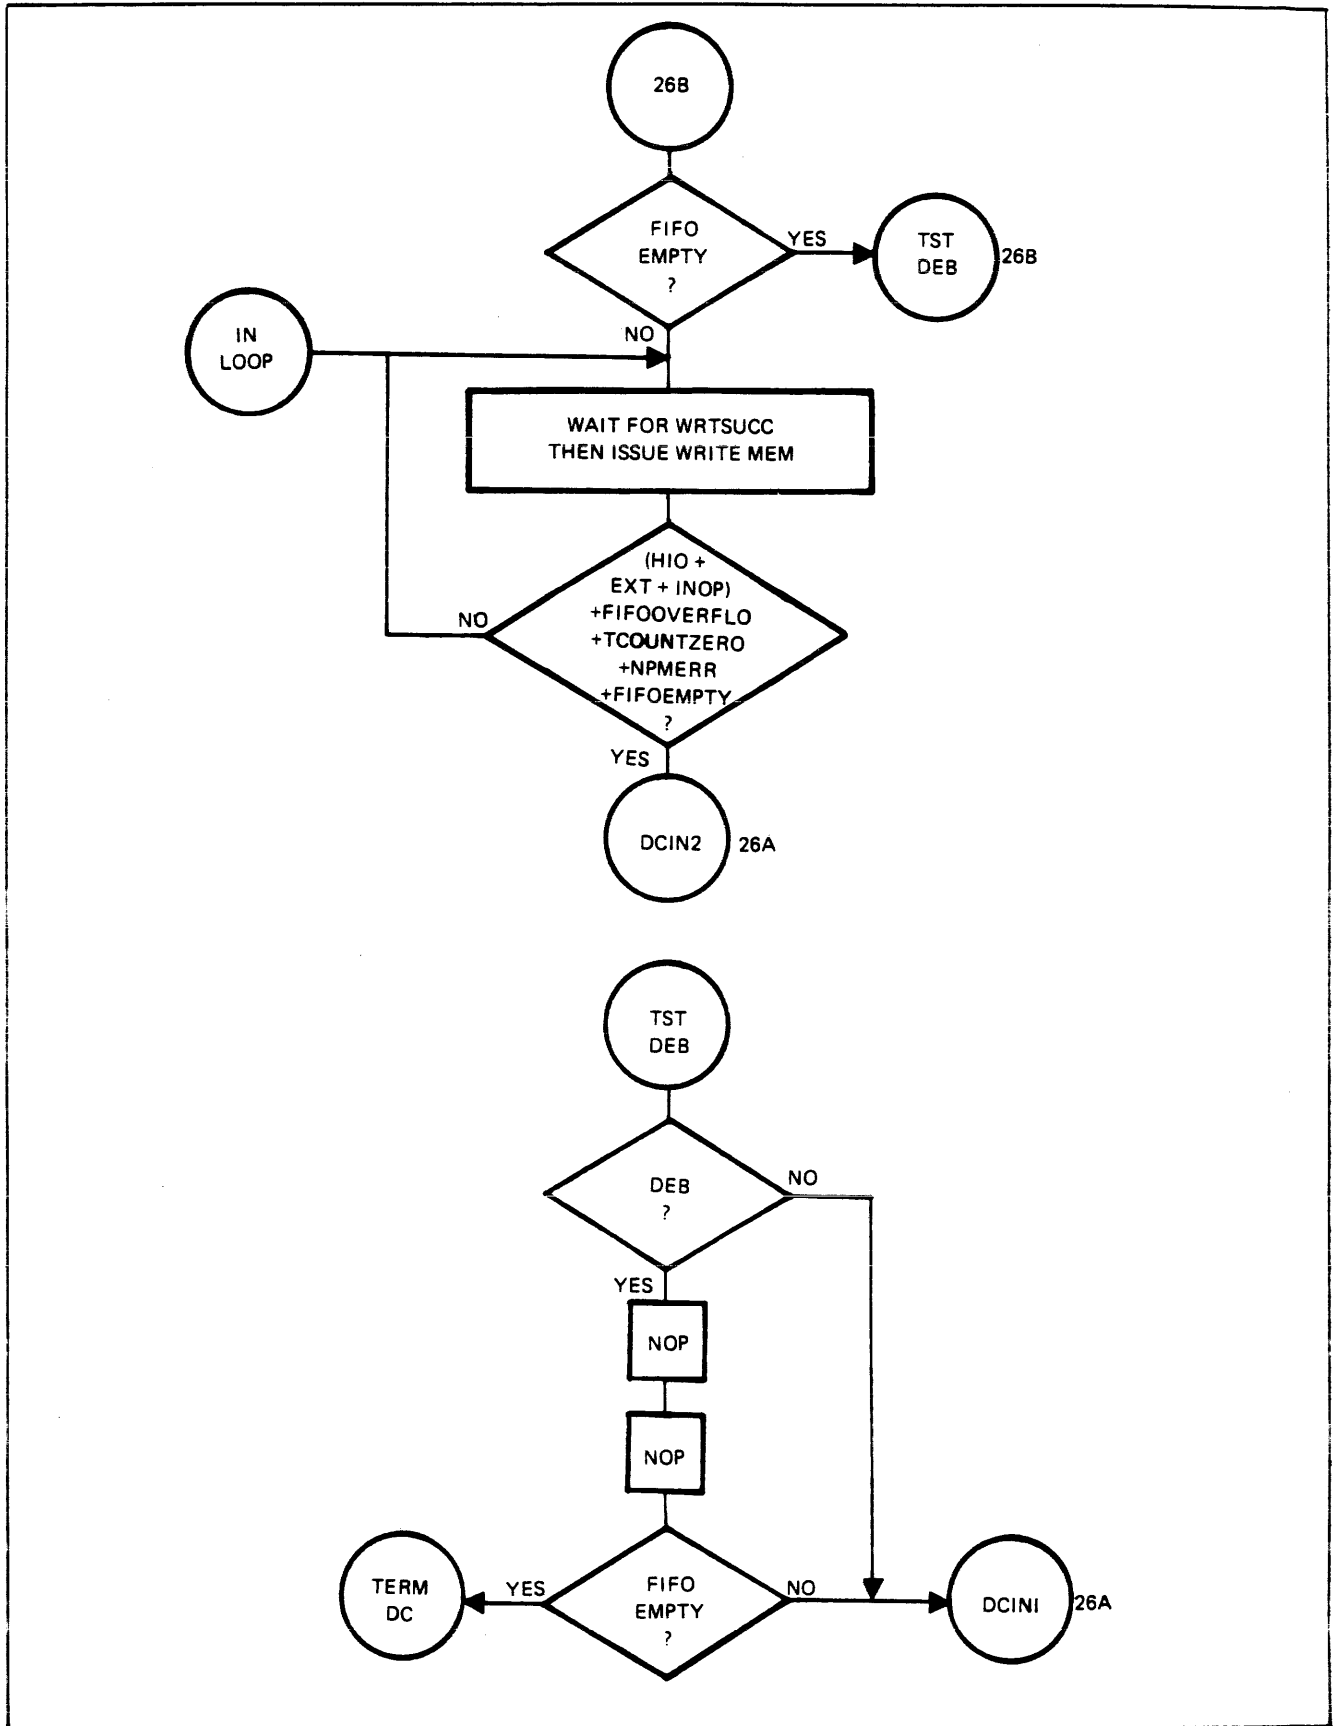 26B
FIFO
EMPTY
?
YES
TST
DEB
26B
NO
IN
LOOP
WAIT FOR WRTSUCC
THEN ISSUE WRITE MEM
(HIO +
EXT + INOP)
+FIFOOVERFLO
+TCOUNTZERO
+NPMERR
+FIFOEMPTY
?
NO
YES
DCIN2
26A
TST
DEB
DEB
?
NO
YES
NOP
NOP
FIFO
EMPTY
?
YES
TERM
DC
NO
DCINI
26A